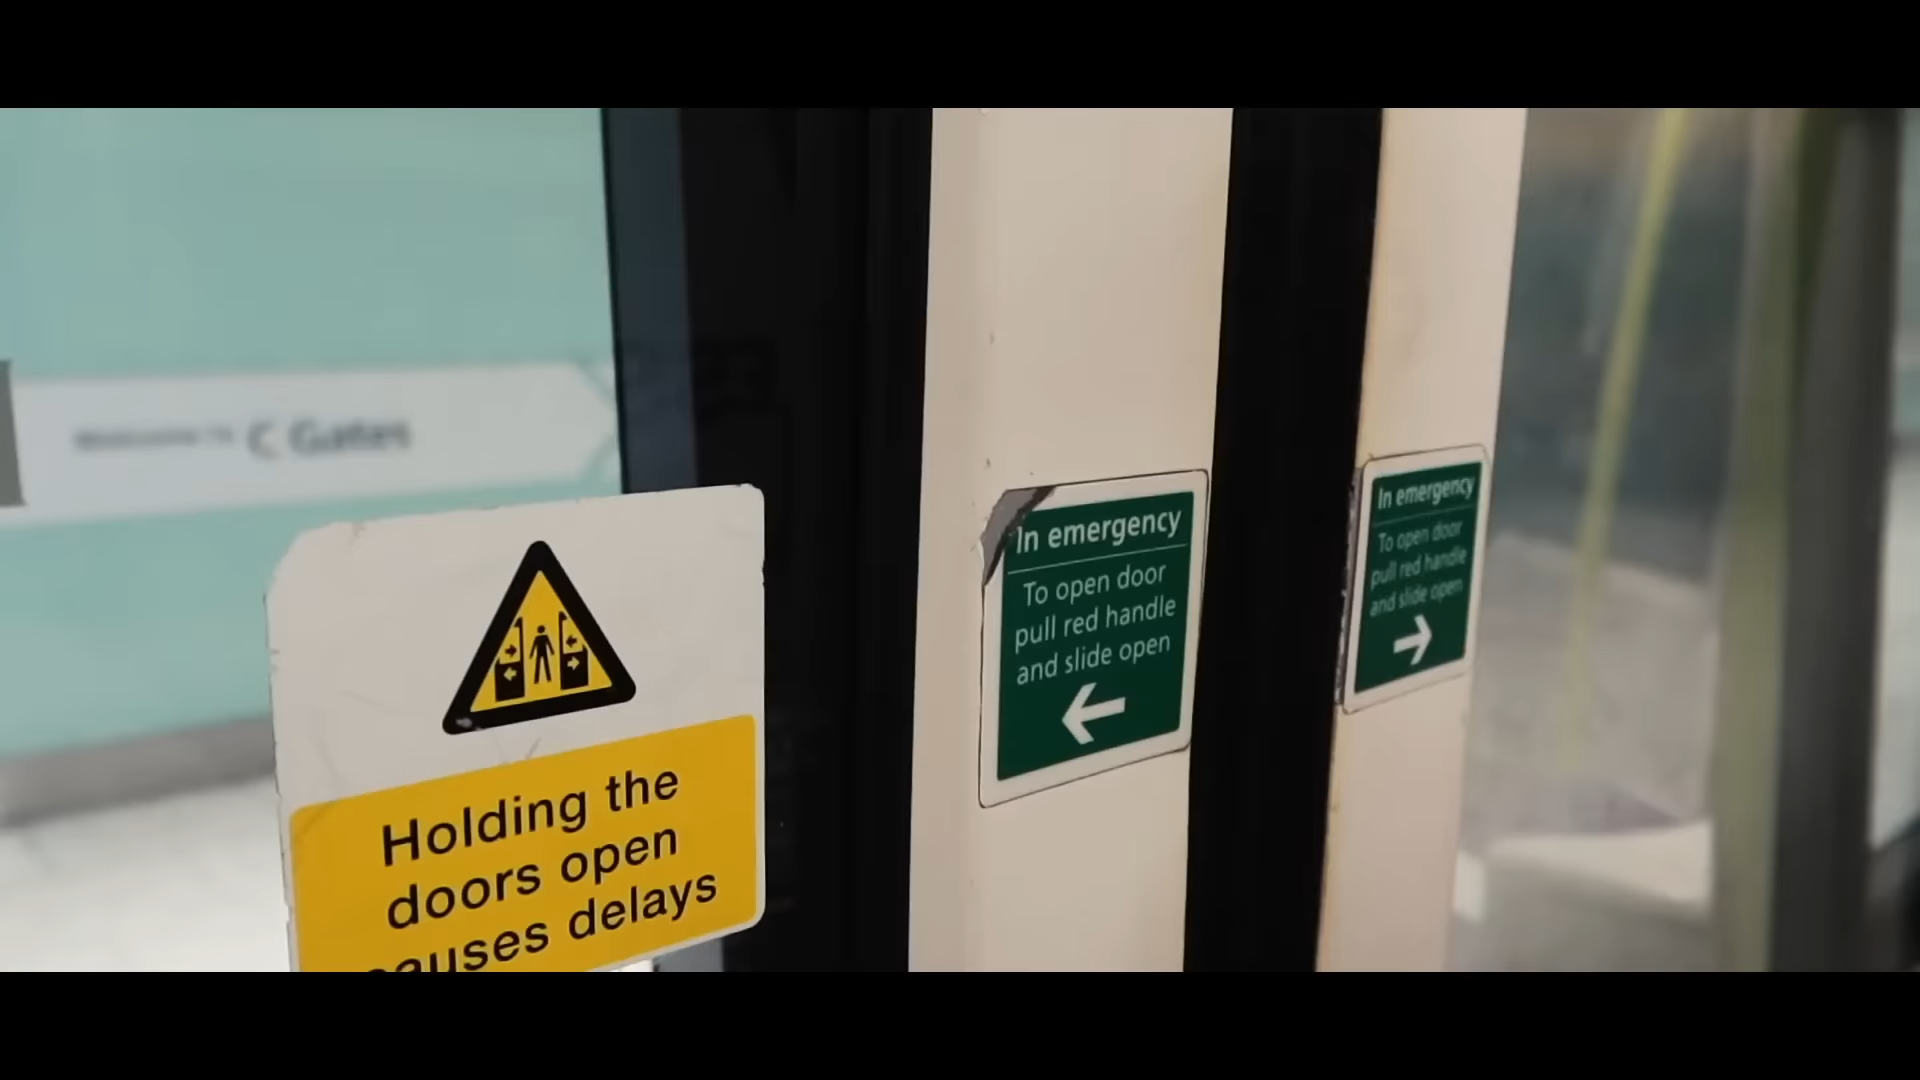 C Gates
Holding the
doors open
causes delays
In emergency
To open door
pull red handle
and slide open
In emergency
To open door
pull red handle
and slide open